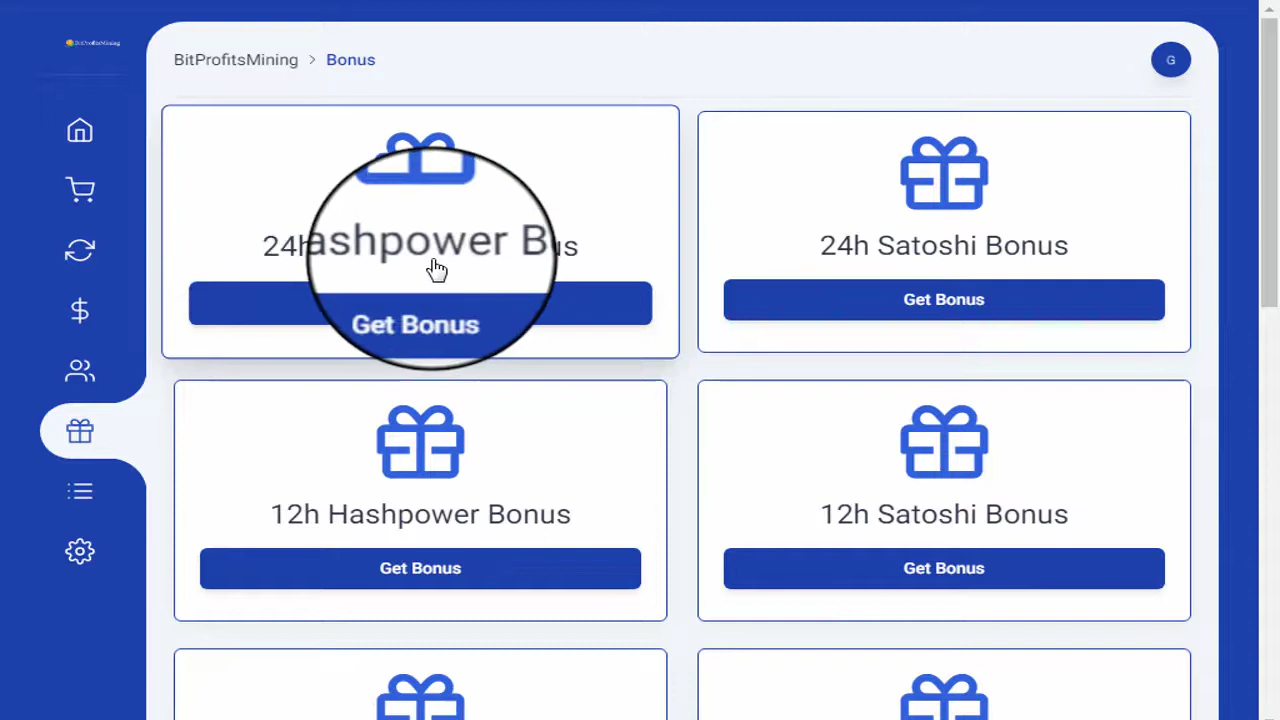 BitProfitsMining
BitProfitsMining > Bonus
G
24h ashpower B us
Get Bonus
24h Satoshi Bonus
Get Bonus
12h Hashpower Bonus
Get Bonus
12h Satoshi Bonus
Get Bonus